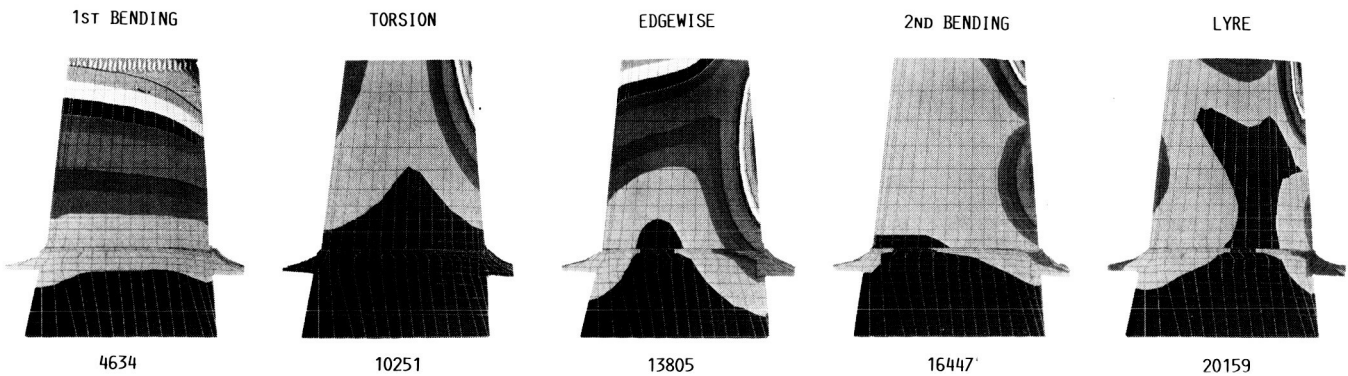 1ST BENDING
TORSION
EDGEWISE
2ND BENDING
LYRE
4634
10251
13805
16447
20159